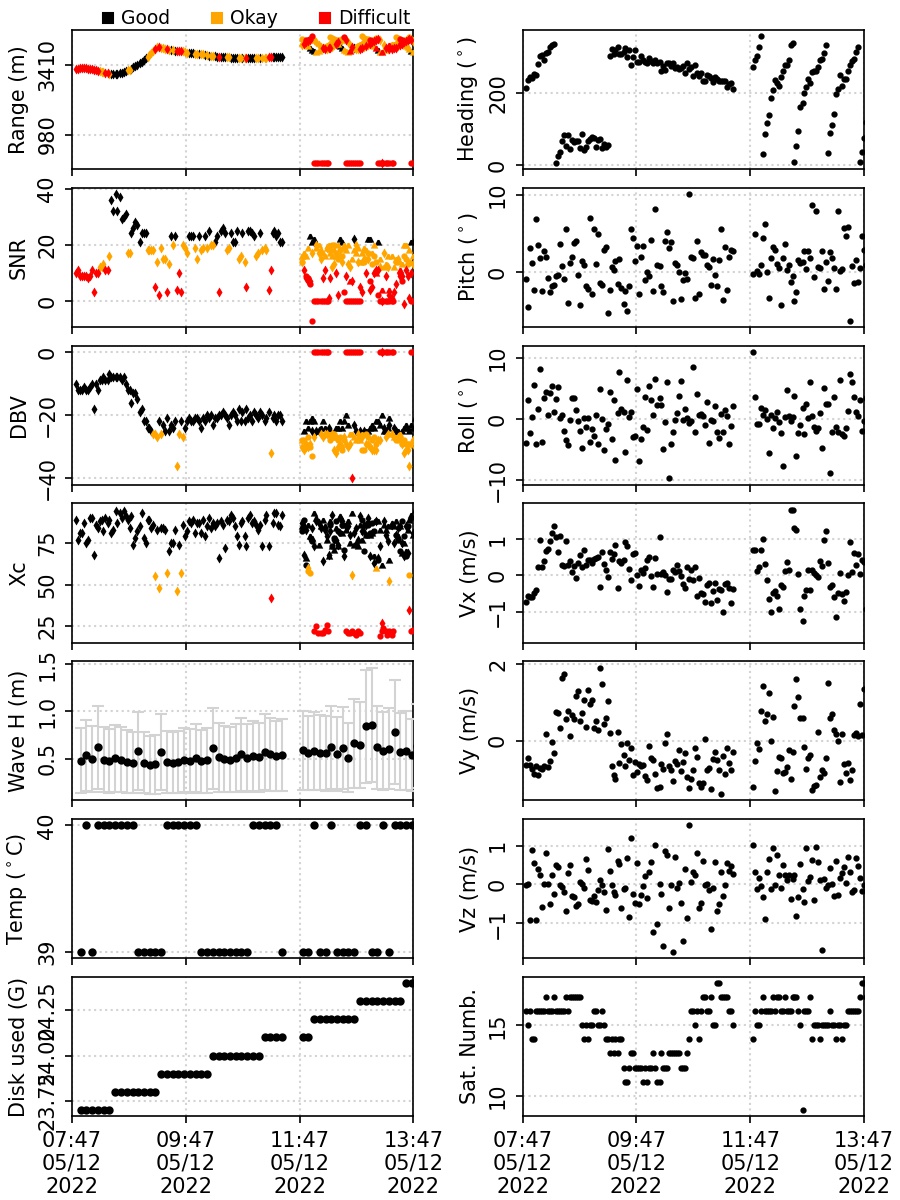 Good Okay Difficult
Range (m)
3410
980
Heading (°)
200
0
SNR
40
20
0
Pitch (°)
10
0
DBV
0
−20
−40
Roll (°)
10
0
−10
Xc
75
50
25
Vx (m/s)
1
0
−1
Wave H (m)
1.5
1.0
0.5
Vy (m/s)
2
0
Temp (°C)
40
39
Vz (m/s)
1
0
−1
Disk used (G)
24.25
24.00
23.75
Sat. Numb.
15
10
07:47 09:47 11:47 13:47
05/12 05/12 05/12 05/12
2022 2022 2022 2022
07:47 09:47 11:47 13:47
05/12 05/12 05/12 05/12
2022 2022 2022 2022